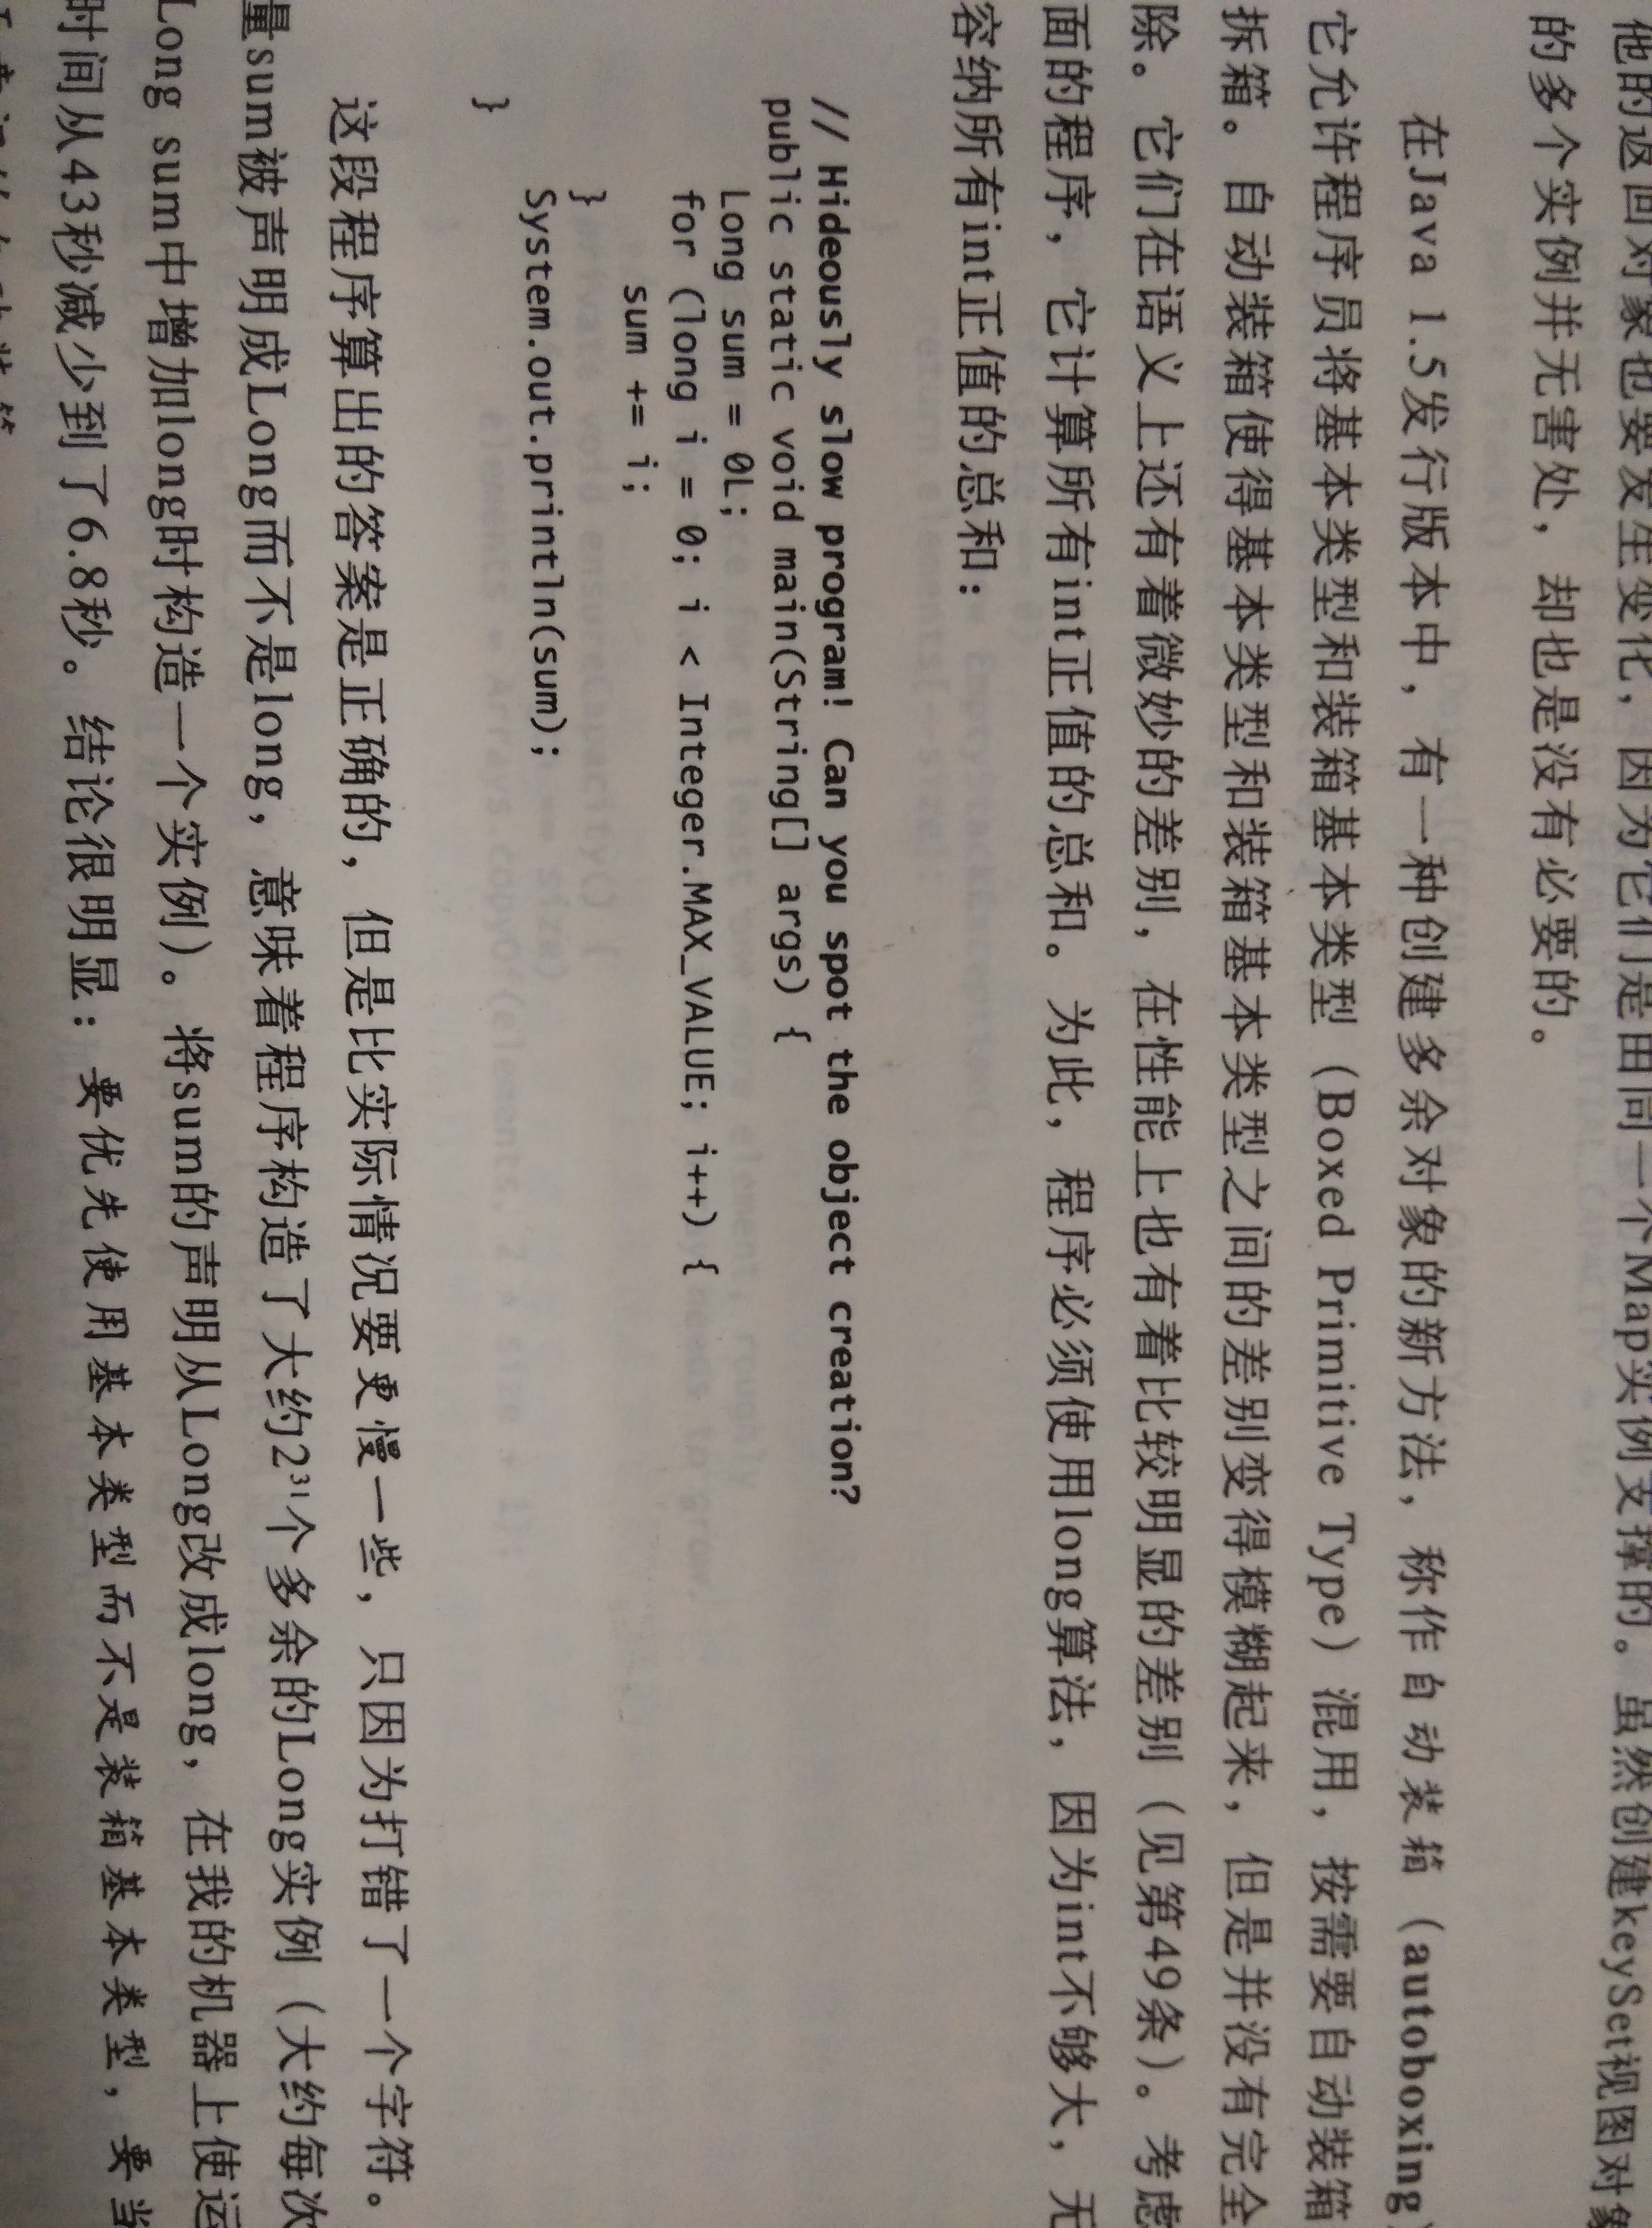 他的返回对象也要发生变化，因为它们是由同一个Map实例支撑的。虽然创建keySet视图对象
的多个实例并无害处，却也是没有必要的。
在Java 1.5发行版本中，有一种创建多余对象的新方法，称作自动装箱（autoboxing）
它允许程序员将基本类型和装箱基本类型（Boxed Primitive Type）混用，按需要自动装箱
拆箱。自动装箱使得基本类型和装箱基本类型之间的差别变得模糊起来，但是并没有完全
除。它们在语义上还有着微妙的差别，在性能上也有着比较明显的差别（见第49条）。考虑
面的程序，它计算所有int正值的总和。为此，程序必须使用long算法，因为int不够大，无
容纳所有int正值的总和：
// Hideously slow program! Can you spot the object creation?
public static void main(String[] args) {
Long sum = 0L;
for (long i = 0; i < Integer.MAX_VALUE; i++) {
sum += i;
}
System.out.println(sum);
}
这段程序算出的答案是正确的，但是比实际情况要更慢一些，只因为打错了一个字符。
量sum被声明成Long而不是long，意味着程序构造了大约2³¹个多余的Long实例（大约每次
Long sum中增加long时构造一个实例）。将sum的声明从Long改成long，在我的机器上使运
时间从43秒减少到了6.8秒。结论很明显：要优先使用基本类型而不是装箱基本类型，要当